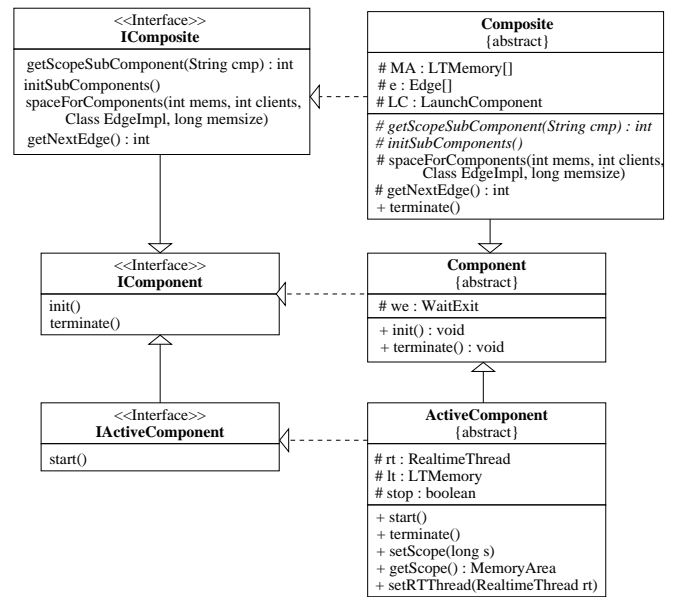 <<Interface>>
IComposite
getScopeSubComponent(String cmp) : int
initSubComponents()
spaceForComponents(int mems, int clients,
Class EdgeImpl, long memsize)
getNextEdge() : int
Composite
{abstract}
# MA : LTMemory[]
# e : Edge[]
# LC : LaunchComponent
# getScopeSubComponent(String cmp) : int
# initSubComponents()
# spaceForComponents(int mems, int clients,
Class EdgeImpl, long memsize)
# getNextEdge() : int
+ terminate()
<<Interface>>
IComponent
init()
terminate()
Component
{abstract}
# we : WaitExit
+ init() : void
+ terminate() : void
<<Interface>>
IActiveComponent
start()
ActiveComponent
{abstract}
# rt : RealtimeThread
# lt : LTMemory
# stop : boolean
+ start()
+ terminate()
+ setScope(long s)
+ getScope() : MemoryArea
+ setRTThread(RealtimeThread rt)